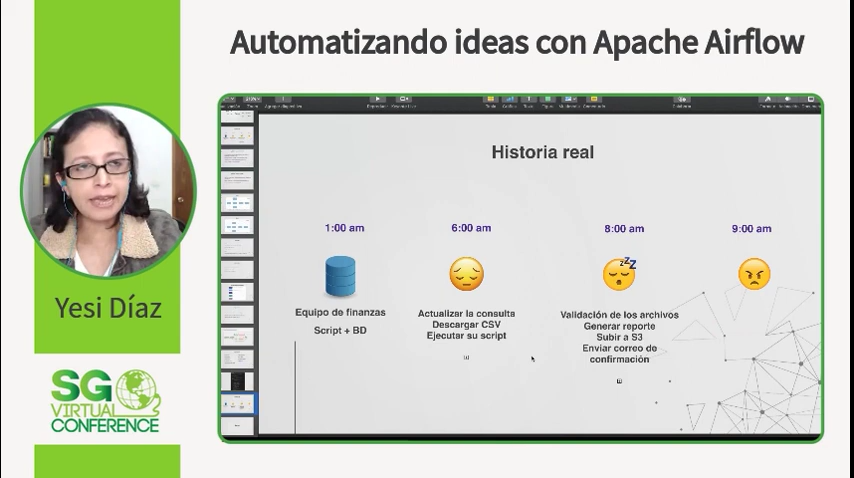 Automatizando ideas con Apache Airflow
Historia real
1:00 am
6:00 am
8:00 am
9:00 am
Equipo de finanzas
Script + BD
Actualizar la consulta
Descargar CSV
Ejecutar su script
Validación de los archivos
Generar reporte
Subir a S3
Enviar correo de
confirmación
Yesi Díaz
SG
VIRTUAL
CONFERENCE